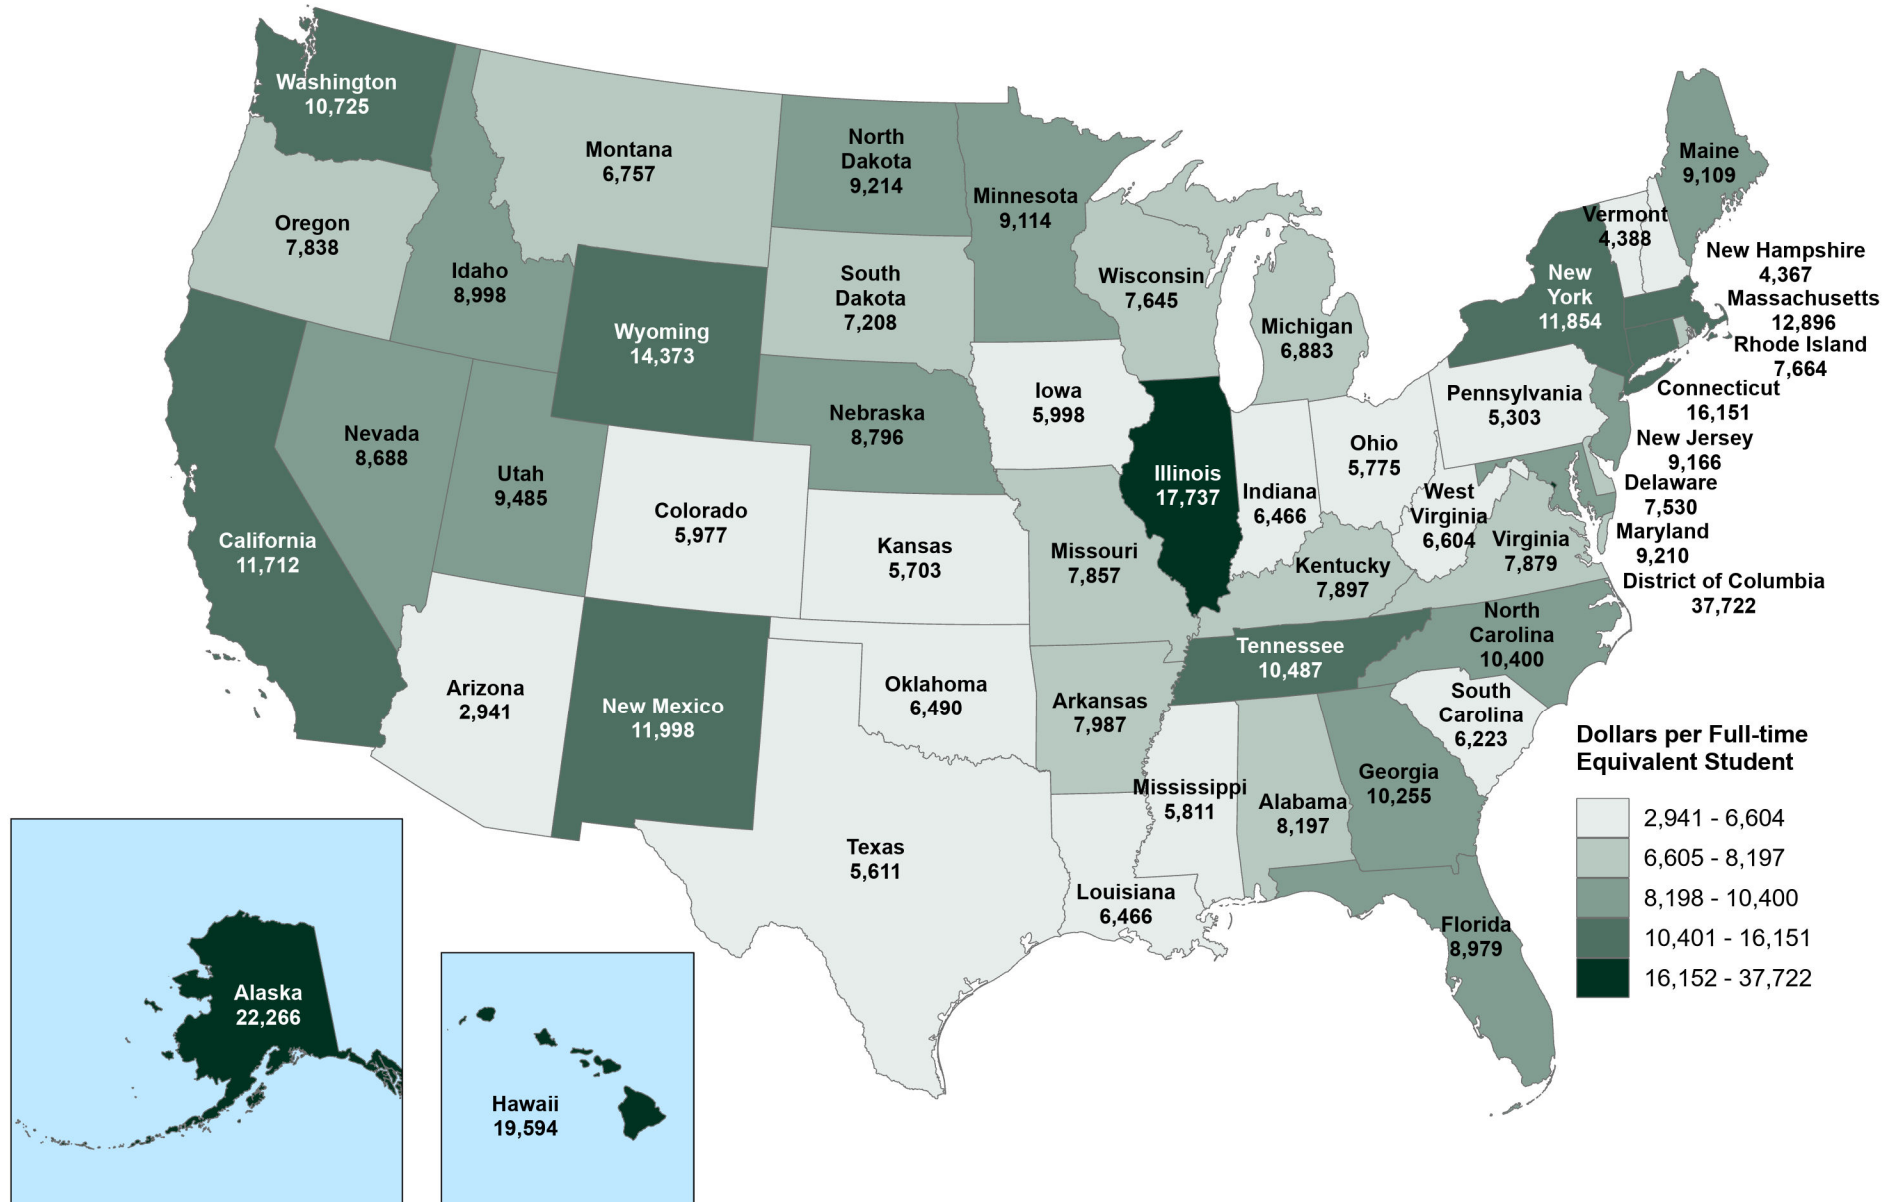 Washington
10,725
Montana
6,757
North
Dakota
9,214
Minnesota
9,114
Maine
9,109
Oregon
7,838
Idaho
8,998
Wyoming
14,373
South
Dakota
7,208
Wisconsin
7,645
Michigan
6,883
Vermont
4,388
New
York
11,854
New Hampshire
4,367
Massachusetts
12,896
Rhode Island
7,664
Connecticut
16,151
New Jersey
9,166
Delaware
7,530
Maryland
9,210
District of Columbia
37,722
Nevada
8,688
Utah
9,485
Nebraska
8,796
Iowa
5,998
Illinois
17,737
Indiana
6,466
Ohio
5,775
Pennsylvania
5,303
California
11,712
Colorado
5,977
Kansas
5,703
Missouri
7,857
Kentucky
7,897
West
Virginia
6,604
Virginia
7,879
North
Carolina
10,400
Tennessee
10,487
South
Carolina
6,223
Arizona
2,941
New Mexico
11,998
Oklahoma
6,490
Arkansas
7,987
Mississippi
5,811
Alabama
8,197
Georgia
10,255
Texas
5,611
Louisiana
6,466
Florida
8,979
Alaska
22,266
Hawaii
19,594
Dollars per Full-time
Equivalent Student
2,941 - 6,604
6,605 - 8,197
8,198 - 10,400
10,401 - 16,151
16,152 - 37,722